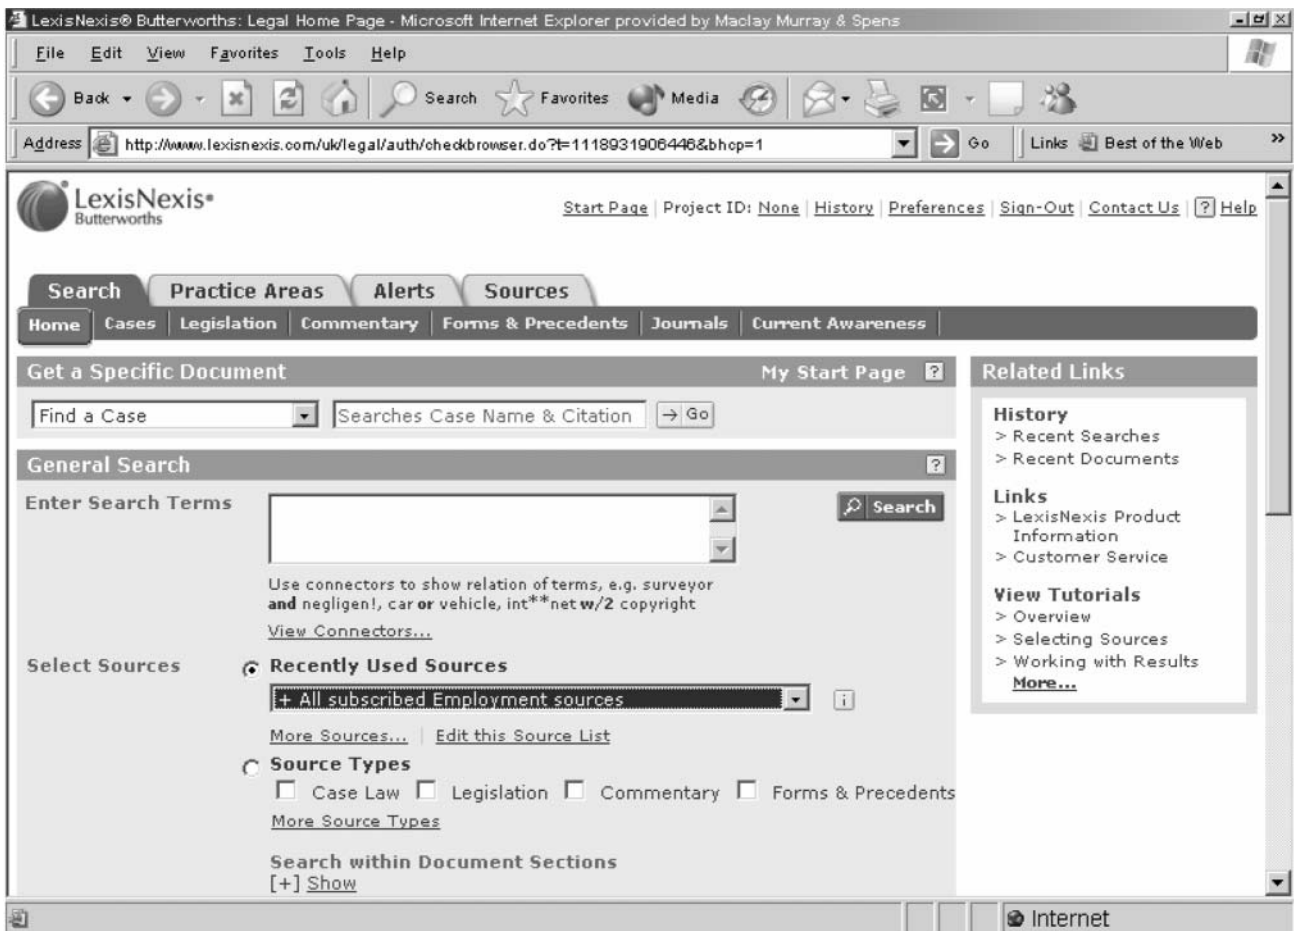 LexisNexis® Butterworths: Legal Home Page - Microsoft Internet Explorer provided by Maclay Murray & Spens
File Edit View Favorites Tools Help
Back Search Favorites Media
Address http://www.lexisnexis.com/uk/legal/auth/checkbrowser.do?t=1118931906446&bhcp=1 Go Links Best of the Web »
LexisNexis®
Butterworths
Start Page | Project ID: None | History | Preferences | Sign-Out | Contact Us | ? Help
Search Practice Areas Alerts Sources
Home Cases Legislation Commentary Forms & Precedents Journals Current Awareness
Get a Specific Document My Start Page ?
Find a Case Searches Case Name & Citation → Go
General Search ?
Enter Search Terms Search
Use connectors to show relation of terms, e.g. surveyor
and negligen!, car or vehicle, int**net w/2 copyright
View Connectors...
Select Sources Recently Used Sources
+ All subscribed Employment sources i
More Sources... | Edit this Source List
Source Types
Case Law Legislation Commentary Forms & Precedents
More Source Types
Search within Document Sections
[+] Show
Related Links
History
> Recent Searches
> Recent Documents
Links
> LexisNexis Product
Information
> Customer Service
View Tutorials
> Overview
> Selecting Sources
> Working with Results
More...
Internet